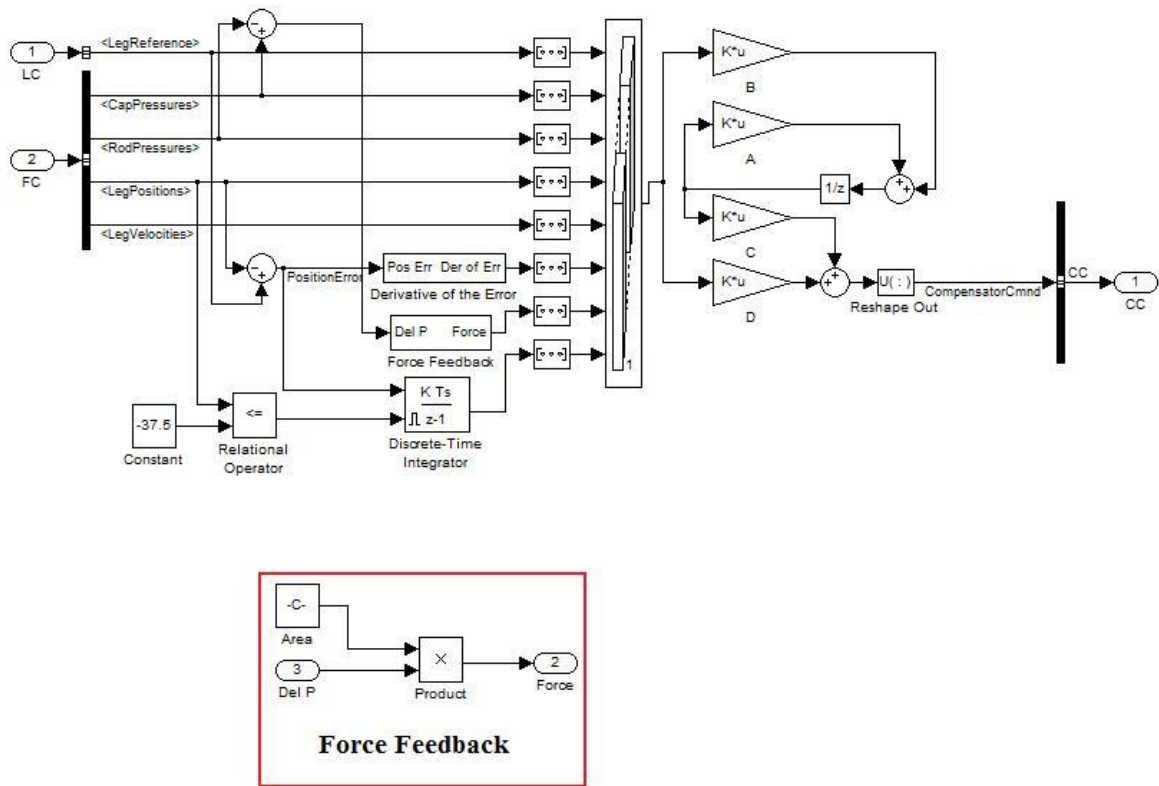 1
LC
<LegReference>
<CapPressures>
<RodPressures>
2
FC
<LegPositions>
<LegVelocities>
PositionError
Pos Err Der of Err
Derivative of the Error
Del P Force
Force Feedback
-37.5
Constant
<=
Relational
Operator
K Ts
z-1
Discrete-Time
Integrator
1
K*u
B
K*u
A
1/z
K*u
C
K*u
D
U( : )
Reshape Out
CompensatorCmnd
CC
1
CC
-C-
Area
3
Del P
×
Product
2
Force
Force Feedback